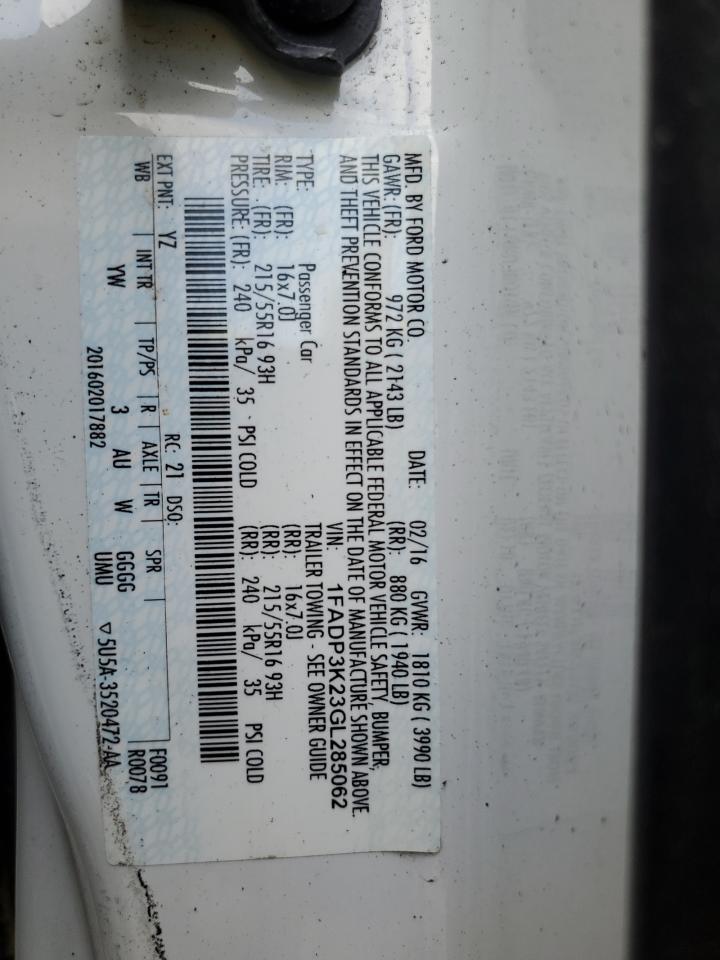 MFD. BY FORD MOTOR CO. DATE: 02/16 GVWR: 1810 KG ( 3990 LB)
GAWR: (FR): 972 KG ( 2143 LB) (RR): 880 KG ( 1940 LB)
THIS VEHICLE CONFORMS TO ALL APPLICABLE FEDERAL MOTOR VEHICLE SAFETY, BUMPER,
AND THEFT PREVENTION STANDARDS IN EFFECT ON THE DATE OF MANUFACTURE SHOWN ABOVE.
VIN: 1FADP3K23GL285062
TYPE: Passenger Car TRAILER TOWING - SEE OWNER GUIDE
RIM: (FR): 16x7.0J (RR): 16x7.0J
TIRE: (FR): 215/55R16 93H (RR): 215/55R16 93H
PRESSURE: (FR): 240 kPa/ 35 PSI COLD (RR): 240 kPa/ 35 PSI COLD
EXT PNT: YZ RC: 21 DSO: F0091
WB | INT TR | TP/PS | R | AXLE | TR | SPR | R0078
YW 3 AU W GGGG
UMU
201602017882 ▽5U5A-3520472-AA